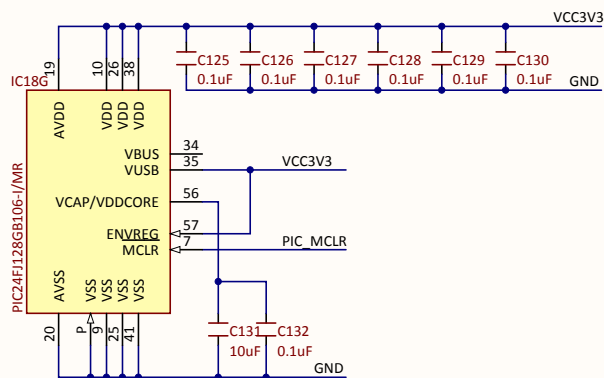 VCC3V3
19
10
26
38
C125
C126
C127
C128
C129
C130
0.1uF
0.1uF
0.1uF
0.1uF
0.1uF
0.1uF
IC18G
GND
AVDD
VDD
VDD
VDD
VBUS
34
VUSB
35
VCC3V3
VCAP/VDDCORE
56
ENVREG
57
MCLR
7
PIC_MCLR
PIC24FJ128GB106-I/MR
AVSS
VSS
VSS
VSS
VSS
20
P
9
25
41
C131
C132
10uF
0.1uF
GND